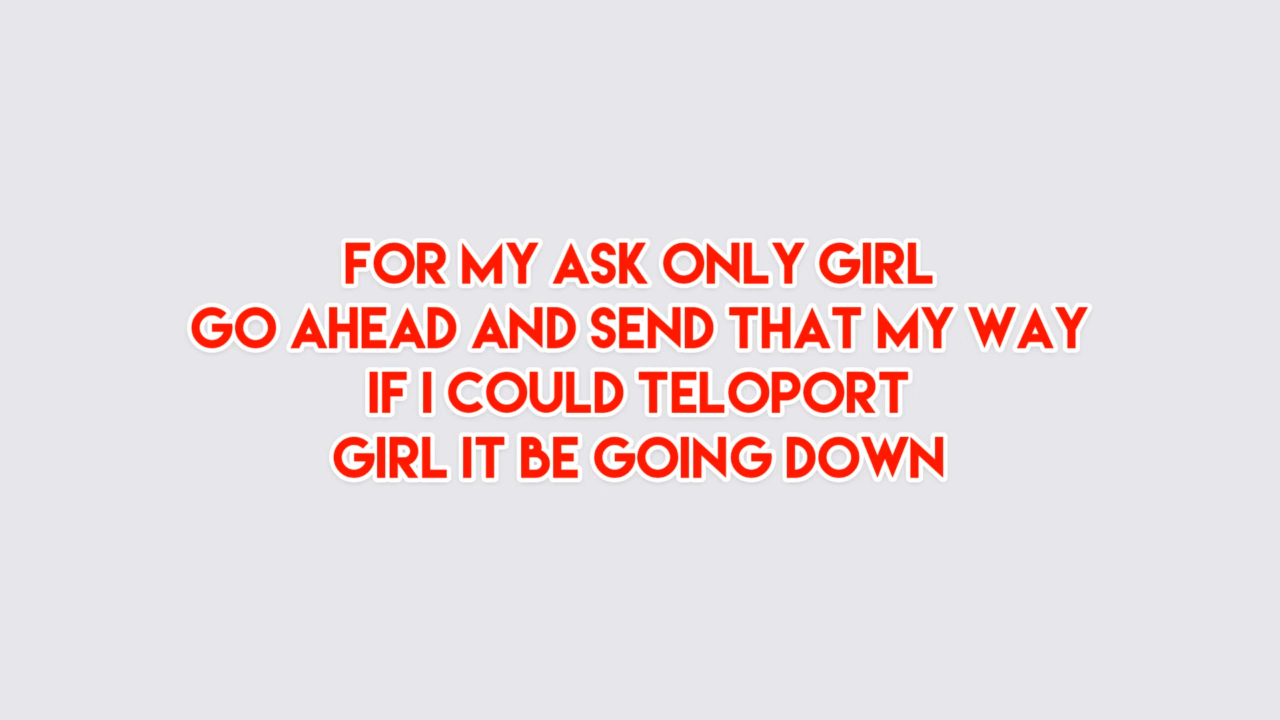 FOR MY ASK ONLY GIRL
GO AHEAD AND SEND THAT MY WAY
IF I COULD TELOPORT
GIRL IT BE GOING DOWN